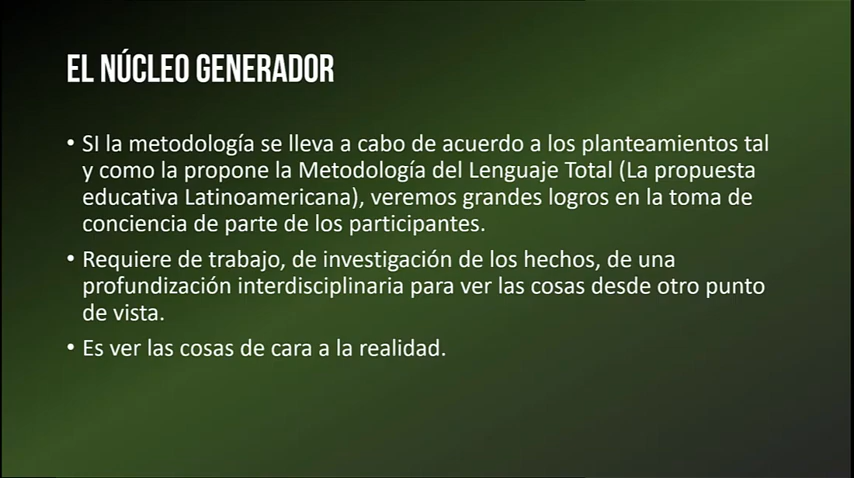 EL NÚCLEO GENERADOR
• SI la metodología se lleva a cabo de acuerdo a los planteamientos tal
y como la propone la Metodología del Lenguaje Total (La propuesta
educativa Latinoamericana), veremos grandes logros en la toma de
conciencia de parte de los participantes.
• Requiere de trabajo, de investigación de los hechos, de una
profundización interdisciplinaria para ver las cosas desde otro punto
de vista.
• Es ver las cosas de cara a la realidad.